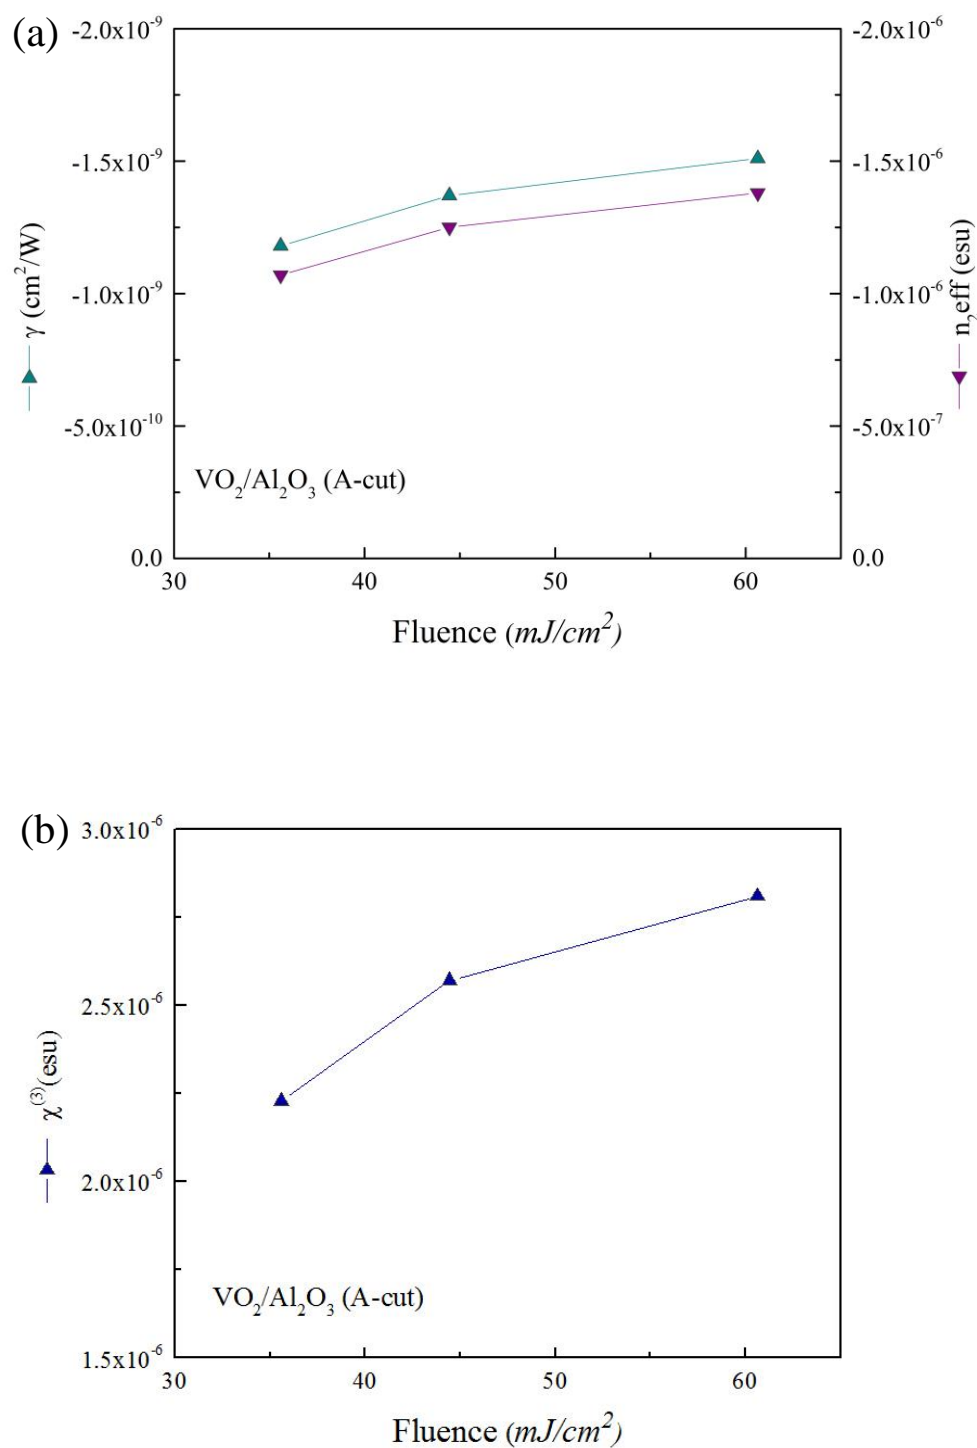 (a)
-2.0x10⁻⁹
-2.0x10⁻⁶
-1.5x10⁻⁹
-1.5x10⁻⁶
-1.0x10⁻⁹
-1.0x10⁻⁶
-5.0x10⁻¹⁰
-5.0x10⁻⁷
0.0
0.0
γ (cm²/W)
n₂eff (esu)
VO₂/Al₂O₃ (A-cut)
30 40 50 60
Fluence (mJ/cm²)
(b)
3.0x10⁻⁶
2.5x10⁻⁶
2.0x10⁻⁶
1.5x10⁻⁶
χ⁽³⁾(esu)
VO₂/Al₂O₃ (A-cut)
30 40 50 60
Fluence (mJ/cm²)